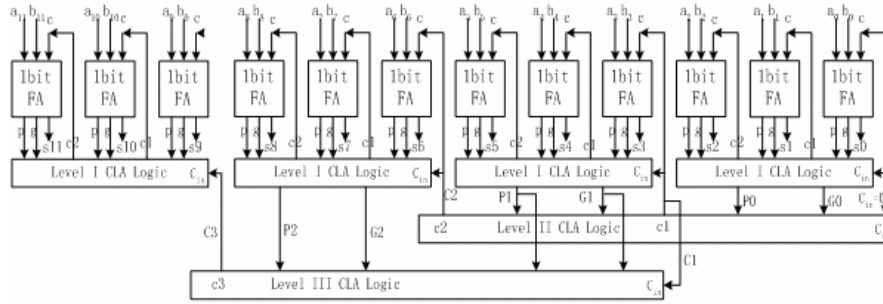 a11 b11 c a10 b10 c a9 b9 c a8 b8 c a7 b7 c a6 b6 c a5 b5 c a4 b4 c a3 b3 c a2 b2 c a1 b1 c a0 b0 c
1bit FA 1bit FA 1bit FA 1bit FA 1bit FA 1bit FA 1bit FA 1bit FA 1bit FA 1bit FA 1bit FA 1bit FA
p g s11 c2 p g s10 c1 p g s9 p g s8 c2 p g s7 c1 p g s6 p g s5 c2 p g s4 c1 p g s3 p g s2 c2 p g s1 c1 p g s0
Level I CLA Logic Cin Level I CLA Logic Cin Level I CLA Logic Cin Level I CLA Logic Cin
C3 P2 G2 C2 P1 G1 P0 G0 Cin=0
c2 Level II CLA Logic c1
C1
c3 Level III CLA Logic Cin